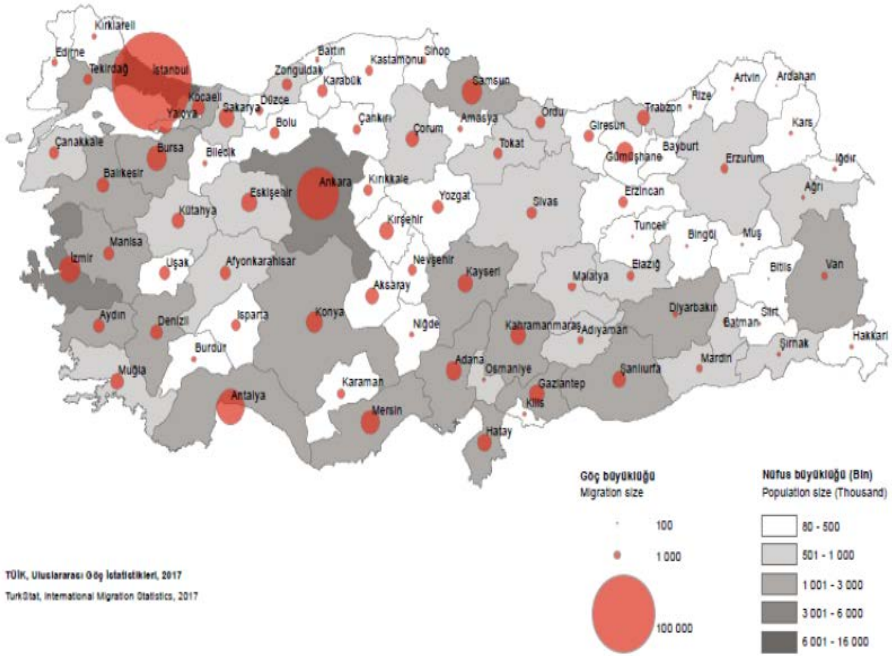 Kırklareli
Edirne
Tekirdağ
İstanbul
Kocaeli
Yalova
Sakarya
Düzce
Zonguldak
Bartın
Karabük
Kastamonu
Sinop
Samsun
Bolu
Çankırı
Çorum
Amasya
Tokat
Ordu
Giresun
Trabzon
Rize
Artvin
Ardahan
Kars
Gümüşhane
Bayburt
Erzurum
Iğdır
Ağrı
Çanakkale
Balıkesir
Bursa
Bilecik
Eskişehir
Ankara
Kırıkkale
Yozgat
Sivas
Erzincan
Tunceli
Bingöl
Muş
Kütahya
Kırşehir
Manisa
İzmir
Uşak
Afyonkarahisar
Nevşehir
Aksaray
Kayseri
Malatya
Elazığ
Bitlis
Van
Aydın
Denizli
Isparta
Burdur
Konya
Niğde
Kahramanmaraş
Adıyaman
Diyarbakır
Batman
Siirt
Hakkari
Muğla
Antalya
Karaman
Mersin
Adana
Osmaniye
Gaziantep
Kilis
Şanlıurfa
Mardin
Şırnak
Hatay
Göç büyüklüğü
Migration size
100
1 000
100 000
Nüfus büyüklüğü (Bin)
Population size (Thousand)
80 - 500
501 - 1 000
1 001 - 3 000
3 001 - 6 000
6 001 - 16 000
TÜİK, Uluslararası Göç İstatistikleri, 2017
TurkStat, International Migration Statistics, 2017